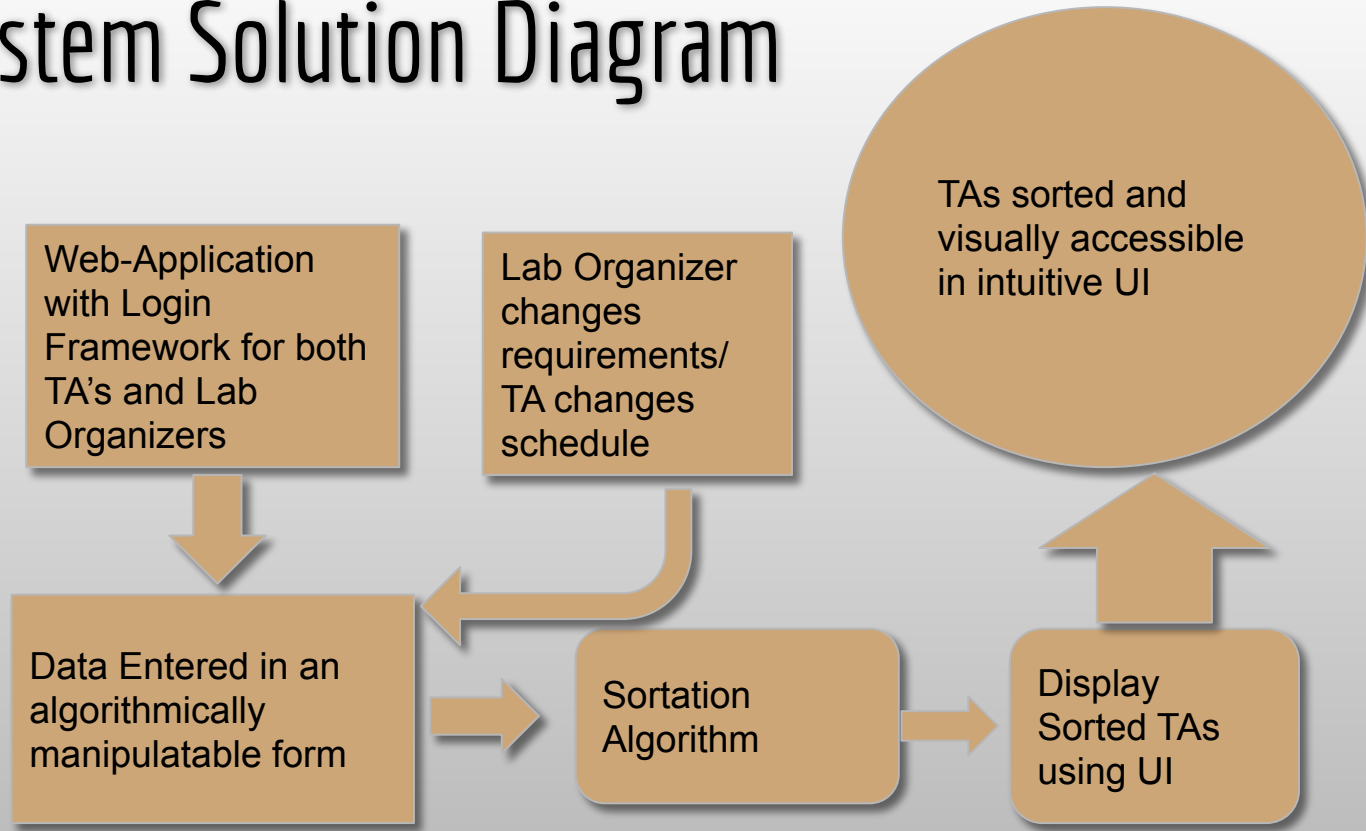 stem Solution Diagram
Web-Application
with Login
Framework for both
TA's and Lab
Organizers
Lab Organizer
changes
requirements/
TA changes
schedule
TAs sorted and
visually accessible
in intuitive UI
Data Entered in an
algorithmically
manipulatable form
Sortation
Algorithm
Display
Sorted TAs
using UI